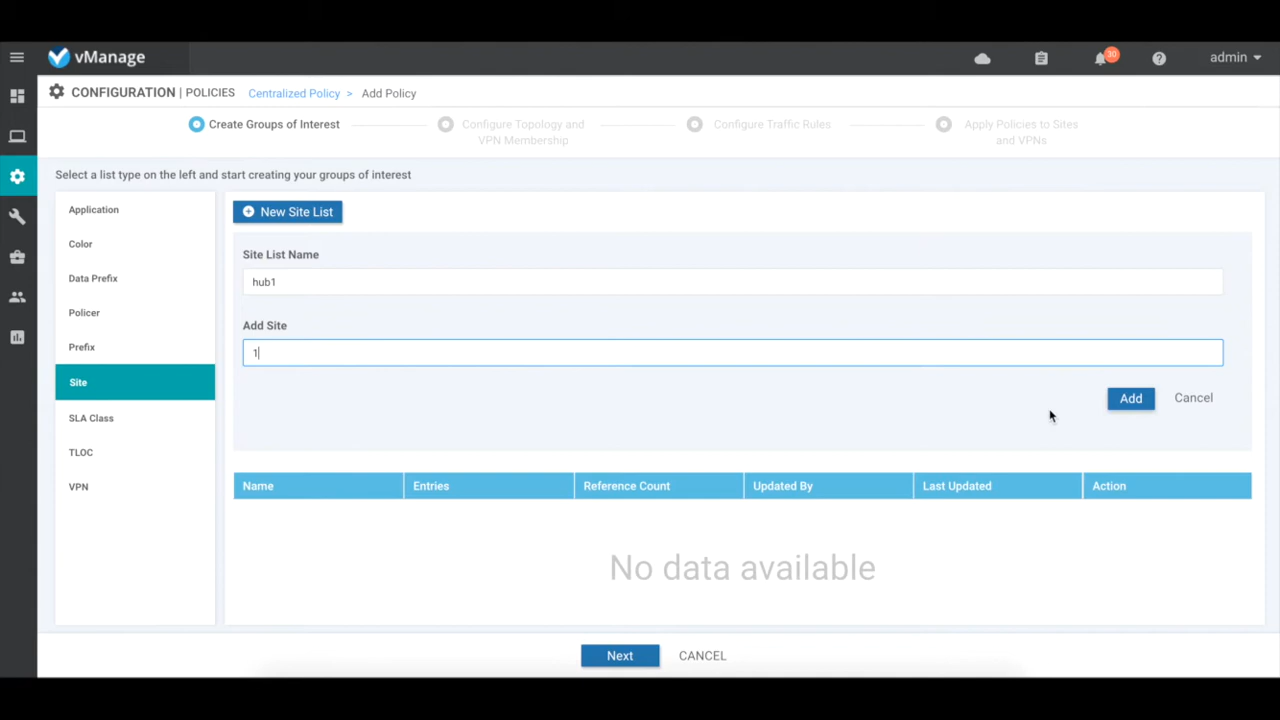 vManage
30
admin
CONFIGURATION | POLICIES Centralized Policy > Add Policy
Create Groups of Interest
Configure Topology and
VPN Membership
Configure Traffic Rules
Apply Policies to Sites
and VPNs
Select a list type on the left and start creating your groups of interest
Application
Color
Data Prefix
Policer
Prefix
Site
SLA Class
TLOC
VPN
New Site List
Site List Name
hub1
Add Site
1
Add Cancel
Name Entries Reference Count Updated By Last Updated Action
No data available
Next CANCEL